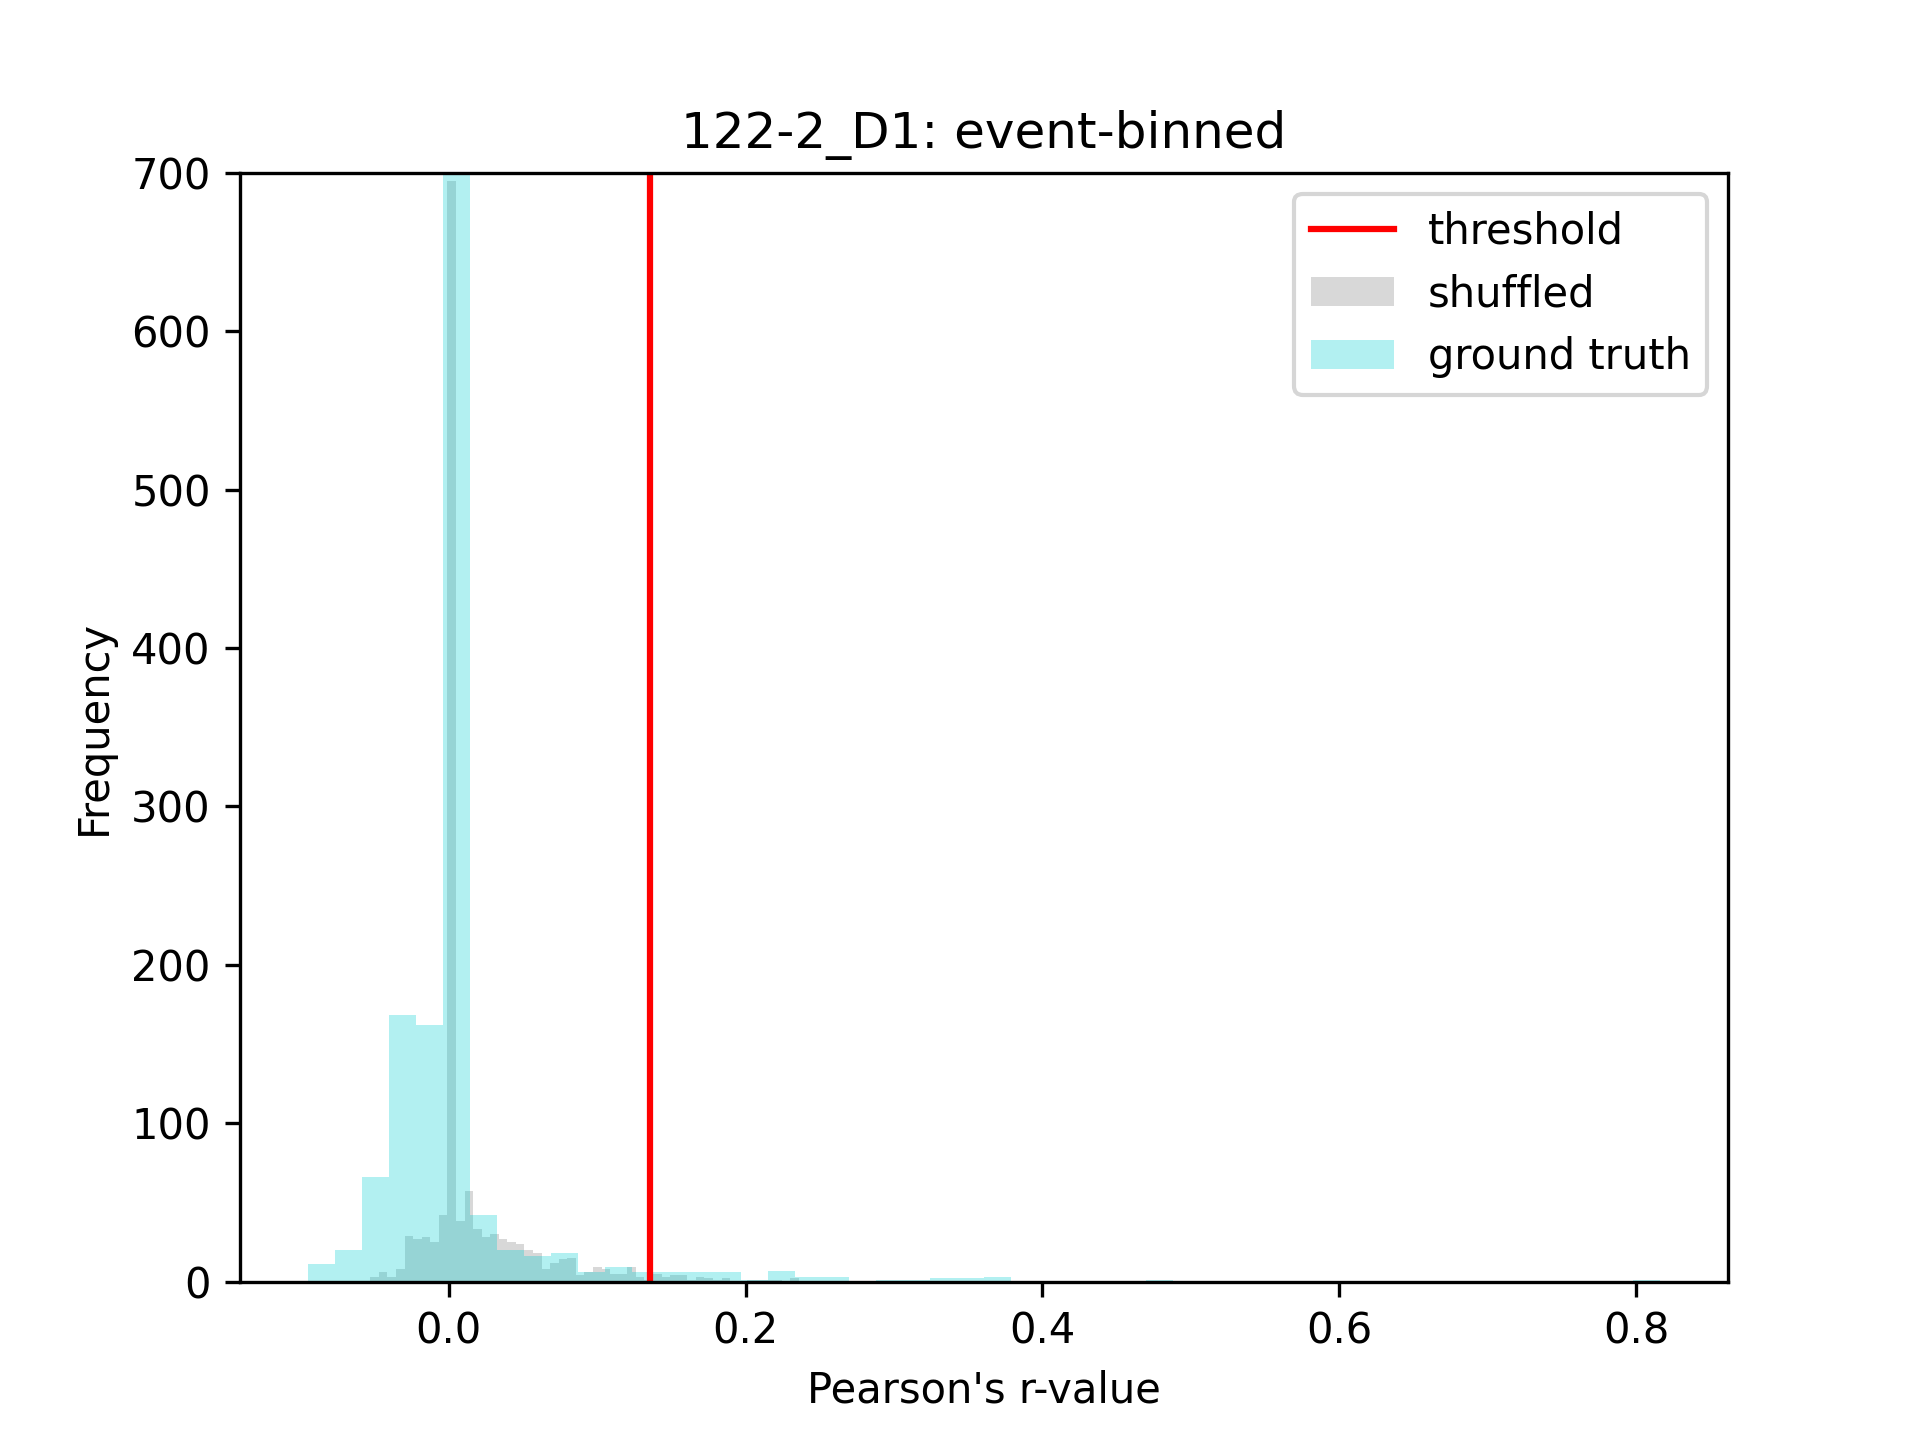 122-2_D1: event-binned
700
600
500
400
300
200
100
0
Frequency
threshold
shuffled
ground truth
0.0 0.2 0.4 0.6 0.8
Pearson's r-value